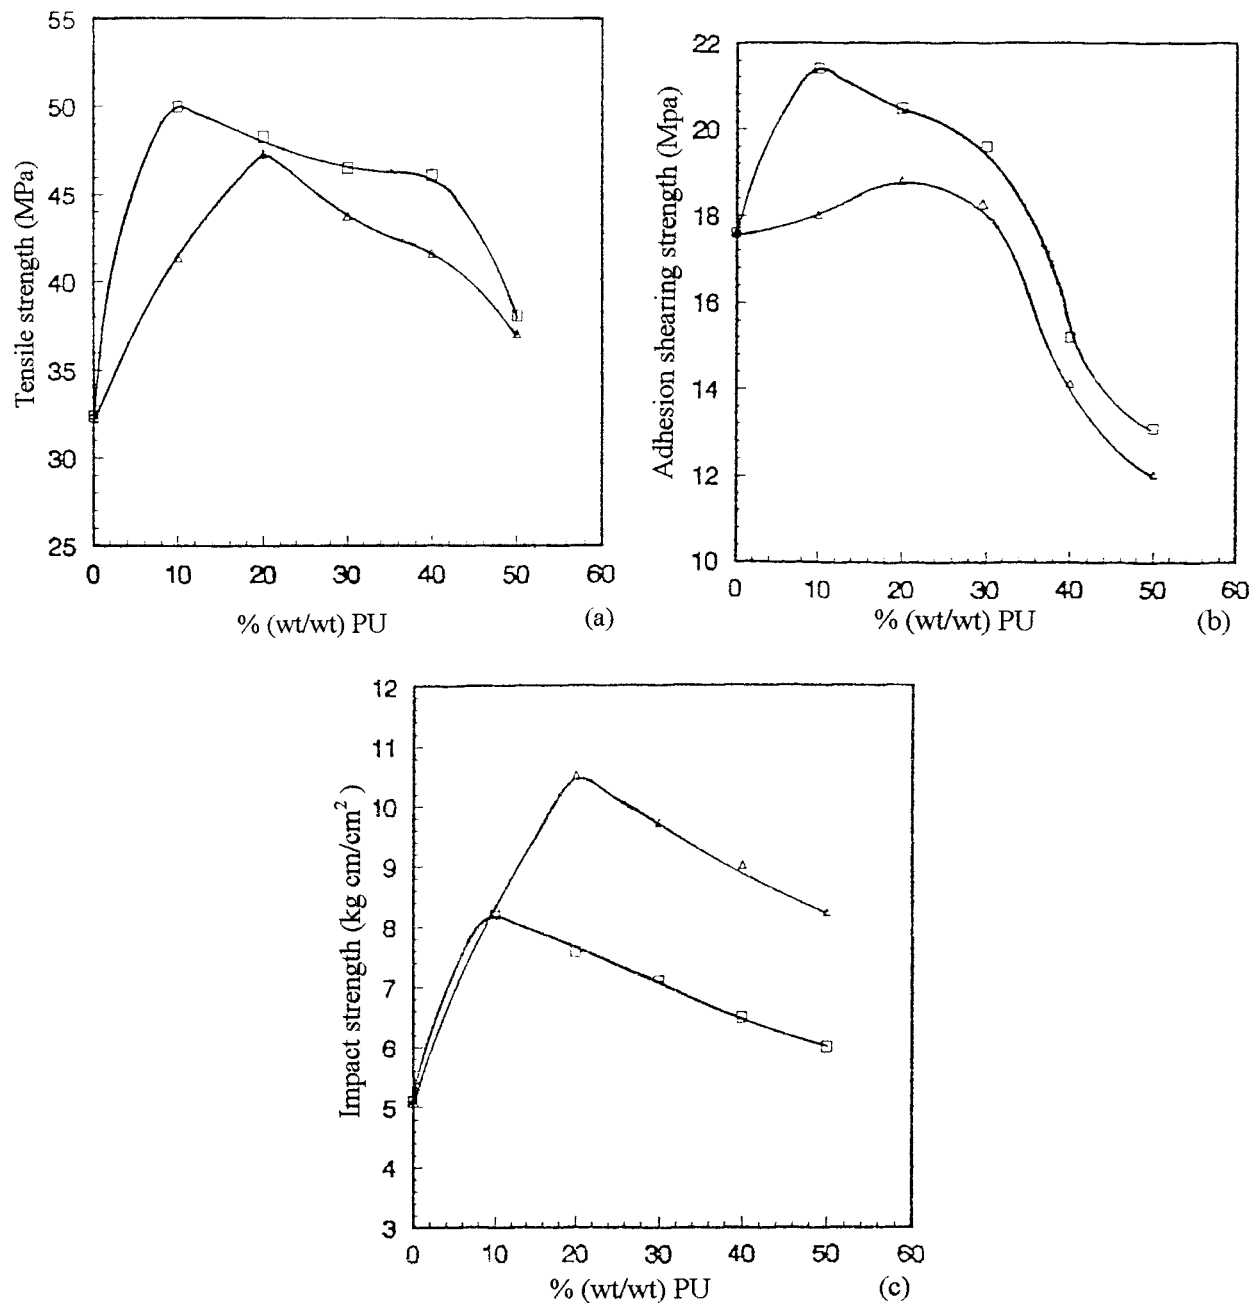 55
50
45
40
35
30
25
Tensile strength (MPa)
0 10 20 30 40 50 60
% (wt/wt) PU
(a)
22
20
18
16
14
12
10
Adhesion shearing strength (Mpa)
0 10 20 30 40 50 60
% (wt/wt) PU
(b)
12
11
10
9
8
7
6
5
4
3
Impact strength (kg cm/cm²)
0 10 20 30 40 50 60
% (wt/wt) PU
(c)